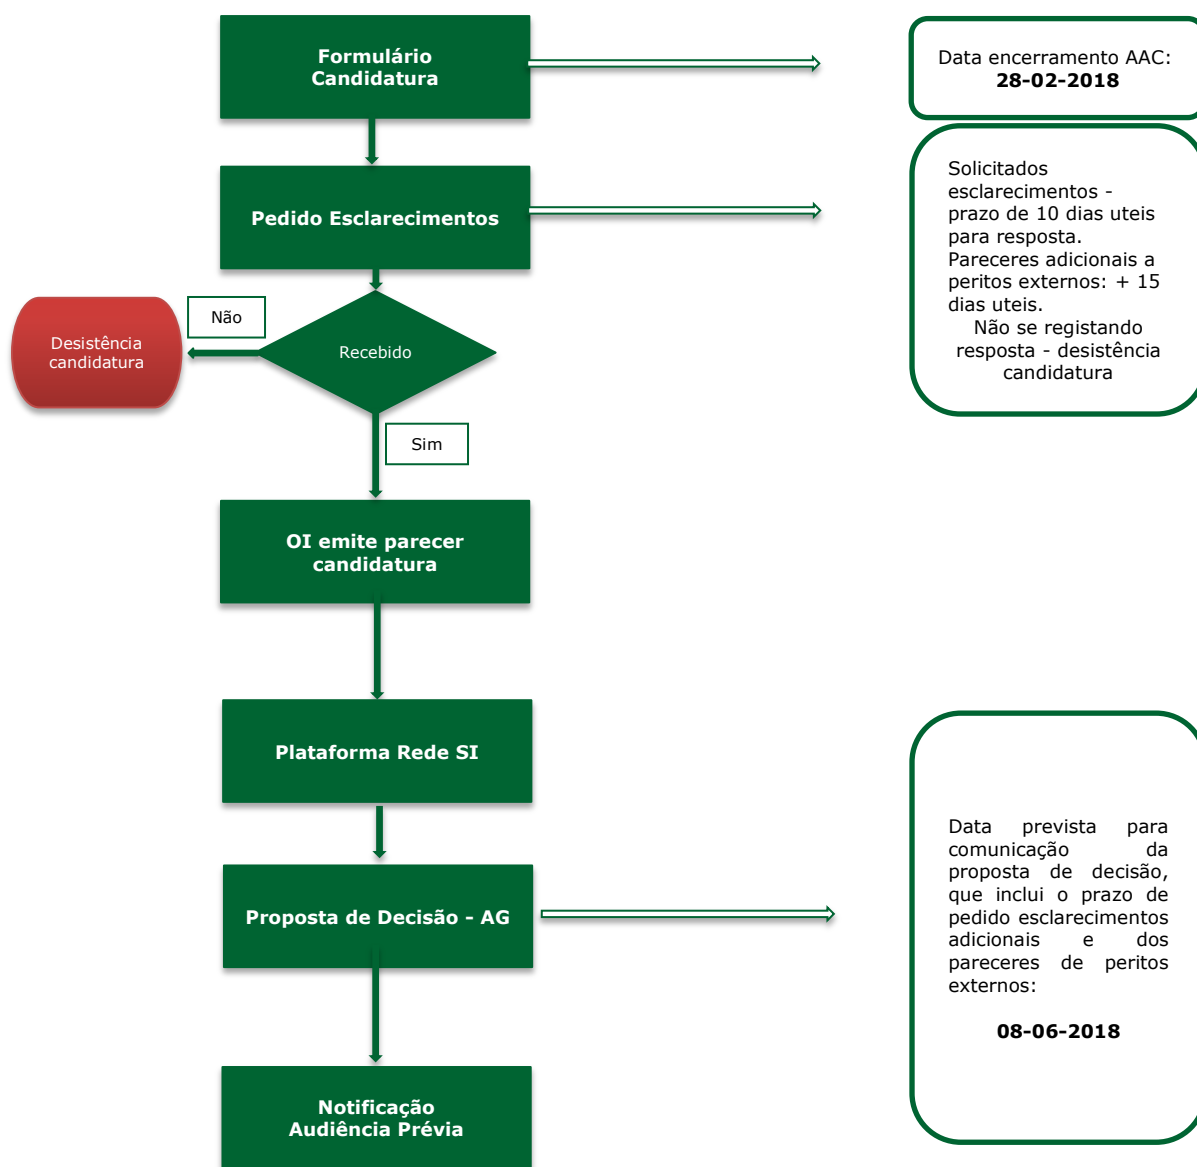 Formulário
Candidatura
Data encerramento AAC:
28-02-2018
Pedido Esclarecimentos
Solicitados
esclarecimentos -
prazo de 10 dias uteis
para resposta.
Pareceres adicionais a
peritos externos: + 15
dias uteis.
Não se registando
resposta - desistência
candidatura
Não
Desistência
candidatura
Recebido
Sim
OI emite parecer
candidatura
Plataforma Rede SI
Proposta de Decisão - AG
Data prevista para
comunicação da
proposta de decisão,
que inclui o prazo de
pedido esclarecimentos
adicionais e dos
pareceres de peritos
externos:
08-06-2018
Notificação
Audiência Prévia